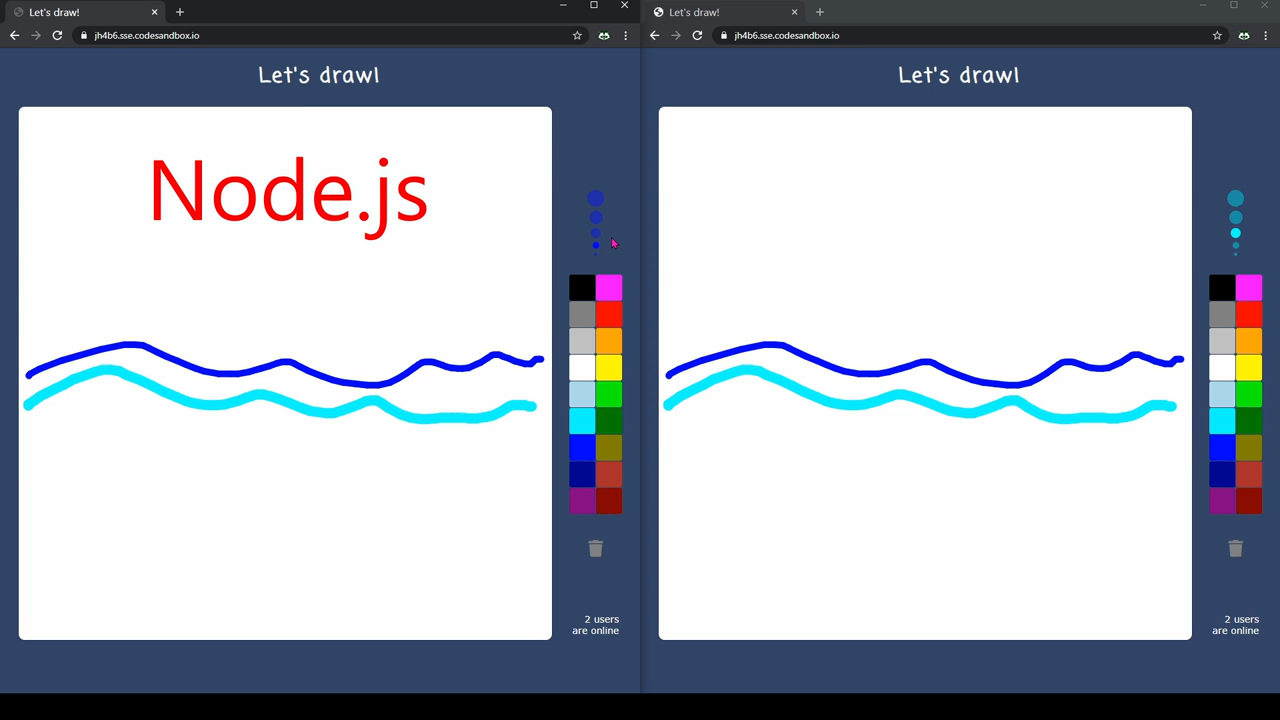 Let's draw!
jh4b6.sse.codesandbox.io
Let's draw!
Node.js
2 users
are online
Let's draw!
jh4b6.sse.codesandbox.io
Let's draw!
2 users
are online